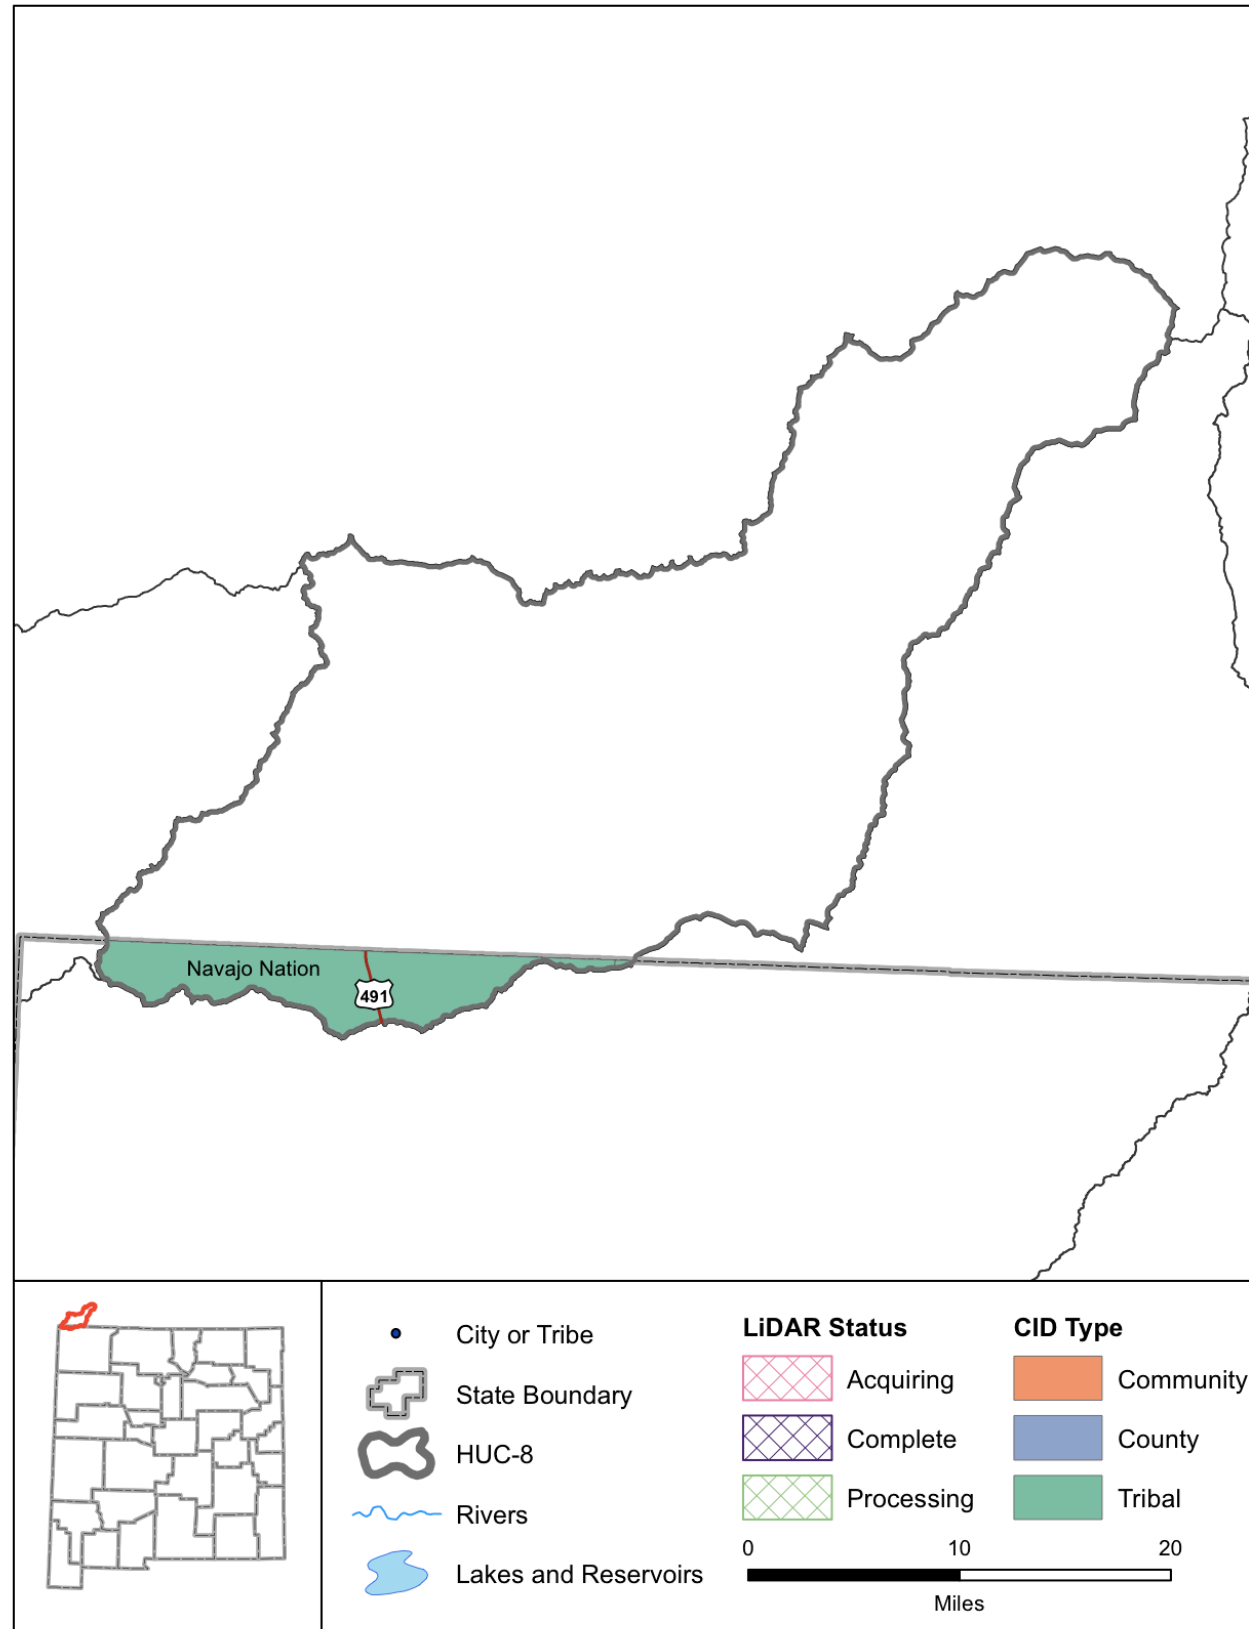 Navajo Nation
491
City or Tribe
State Boundary
HUC-8
Rivers
Lakes and Reservoirs
LiDAR Status
Acquiring
Complete
Processing
CID Type
Community
County
Tribal
0 10 20
Miles